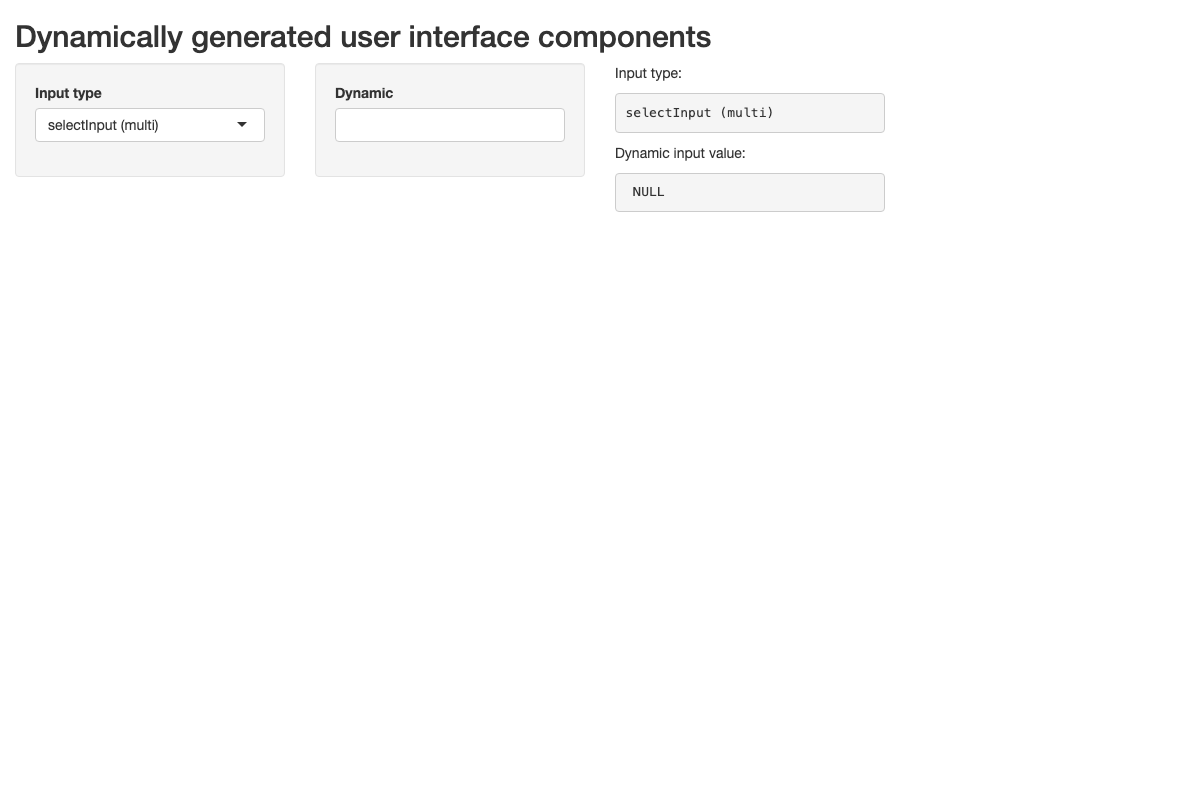 Dynamically generated user interface components
Input type
selectInput (multi)
Dynamic
Input type:
selectInput (multi)
Dynamic input value:
NULL